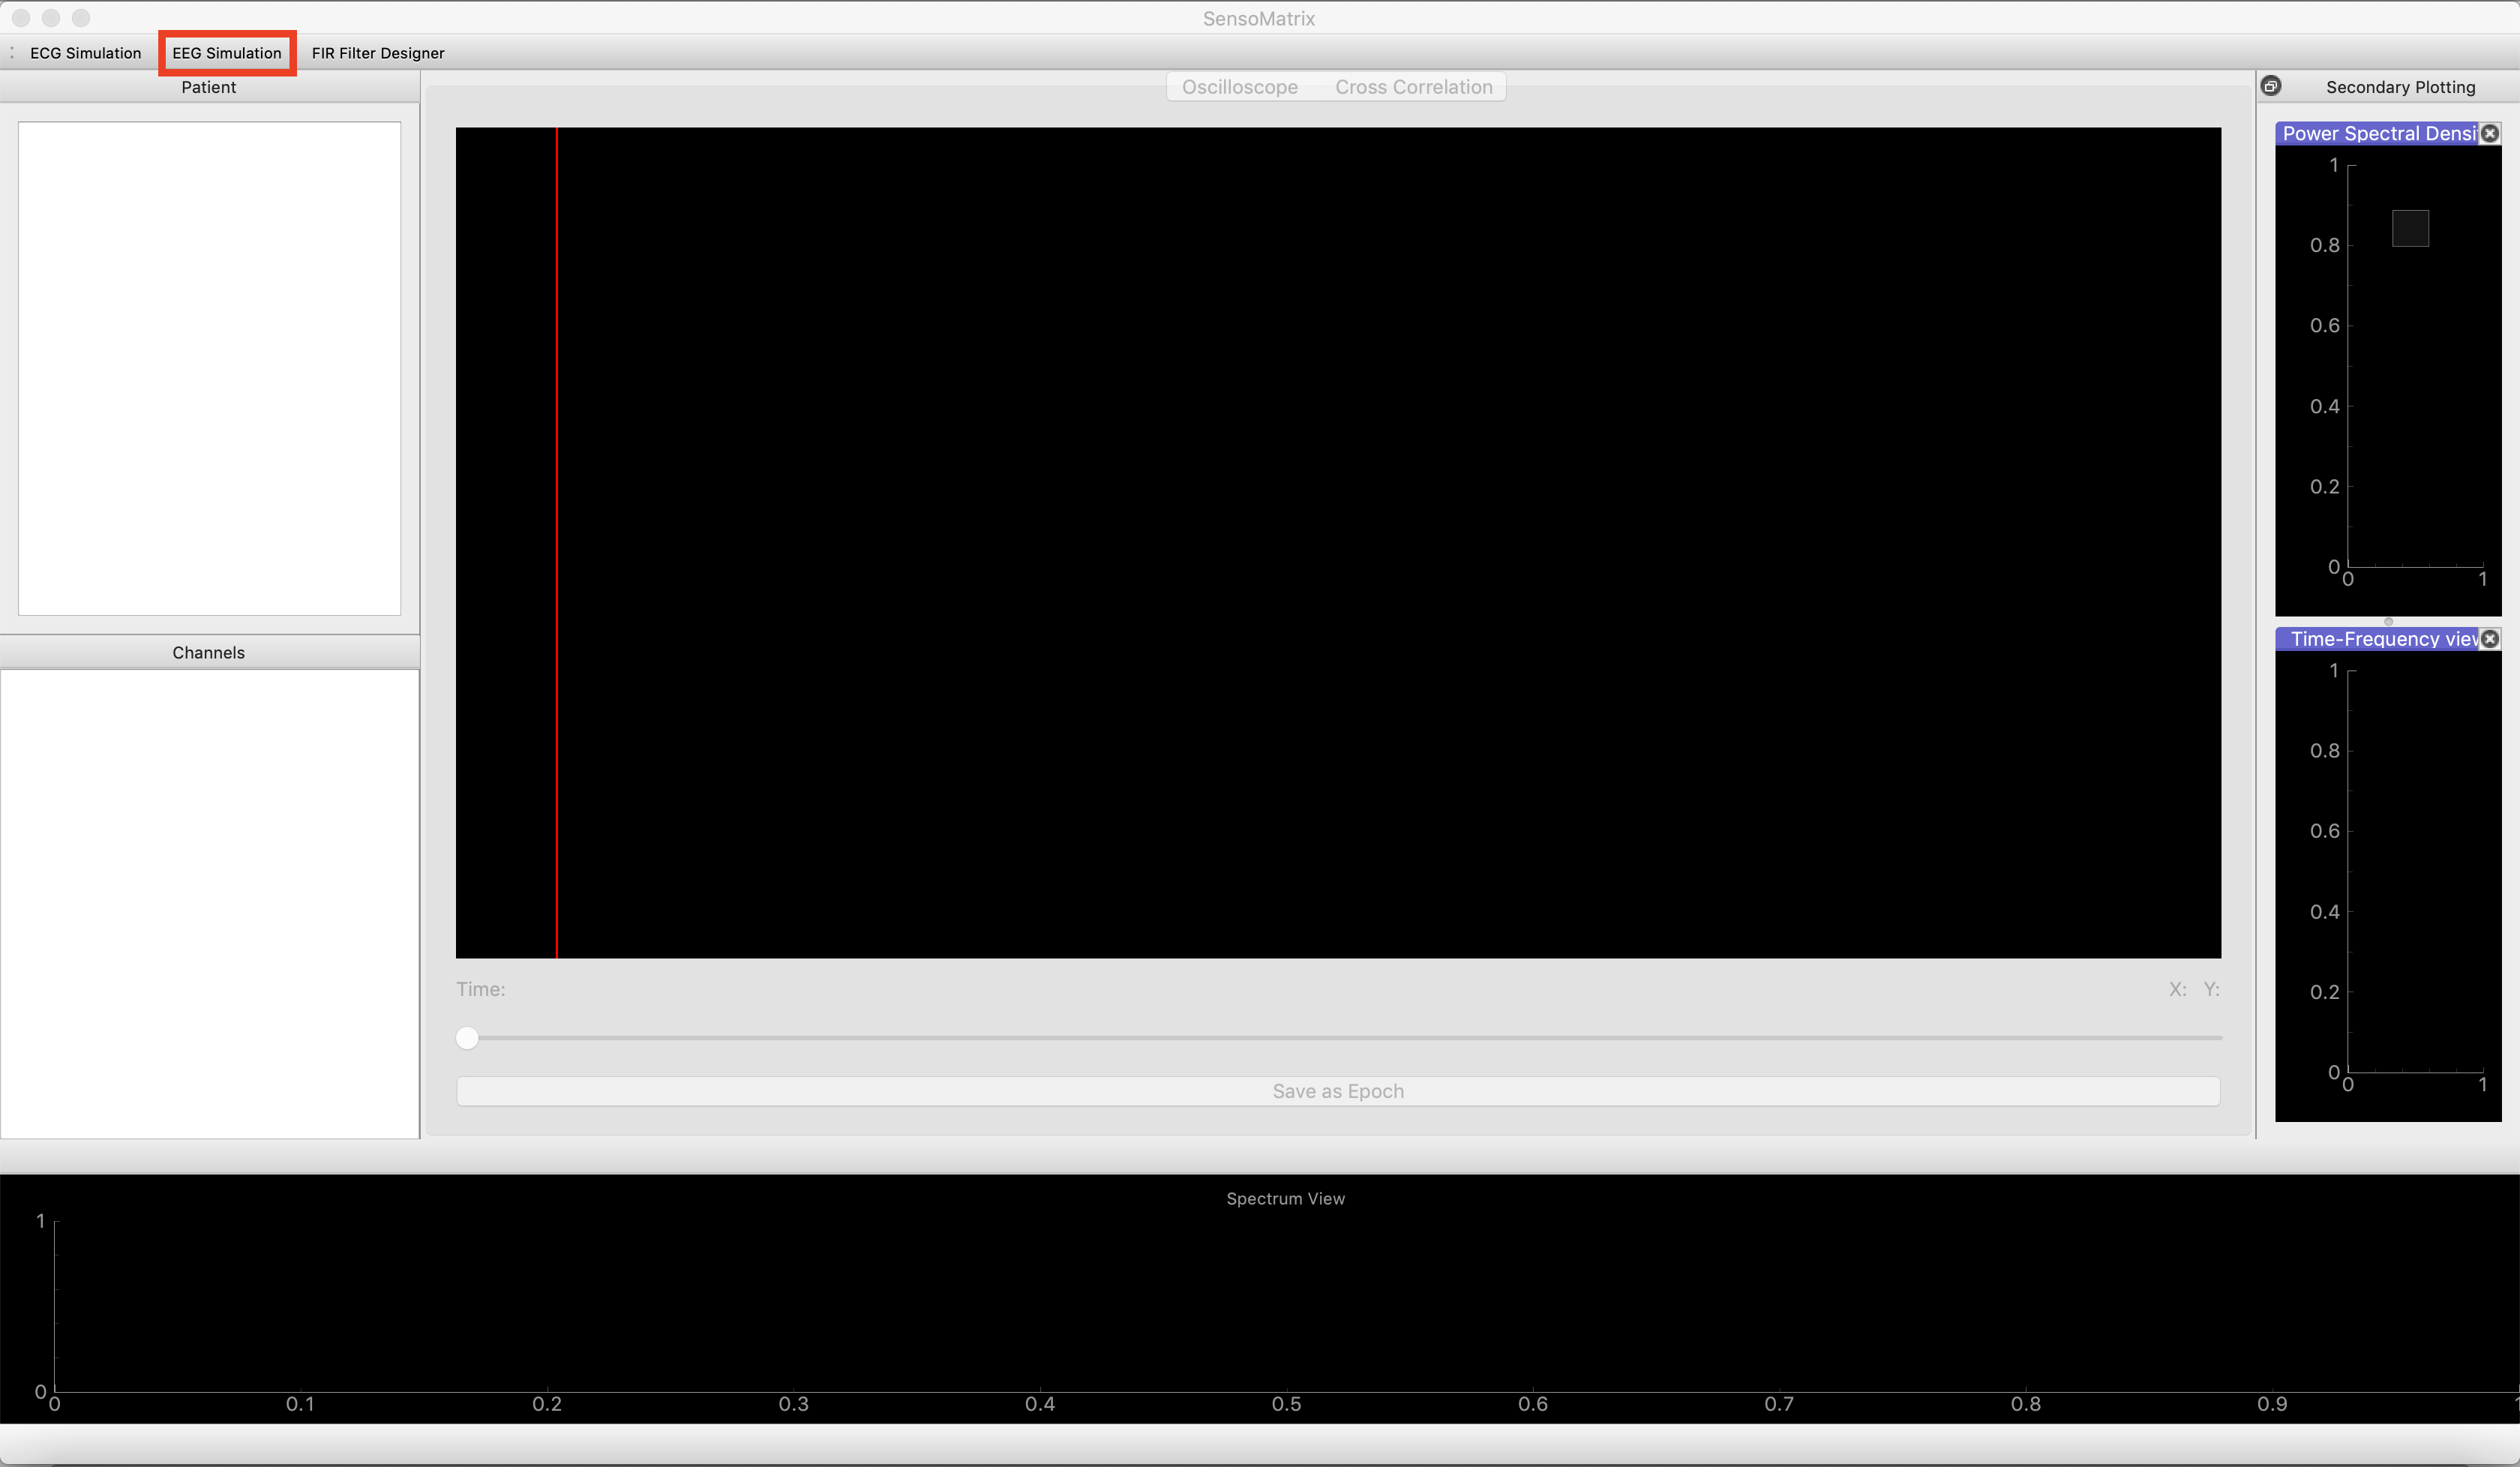 SensoMatrix
ECG Simulation EEG Simulation FIR Filter Designer
Patient
Oscilloscope Cross Correlation
Secondary Plotting
Power Spectral Densi
1
0.8
0.6
0.4
0.2
0
0 1
Channels
Time-Frequency view
1
0.8
0.6
0.4
0.2
0
0 1
Time: X: Y:
Save as Epoch
Spectrum View
1
0
0 0.1 0.2 0.3 0.4 0.5 0.6 0.7 0.8 0.9 1